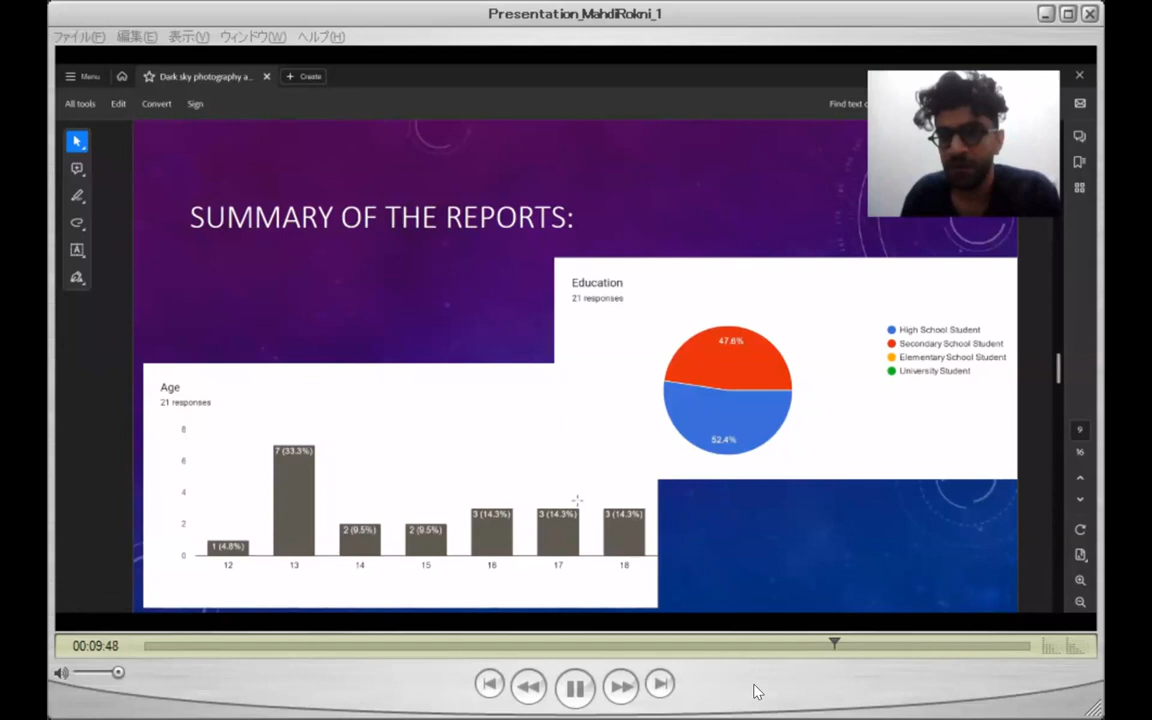 Presentation_MahdiRokni_1
ファイル(F) 編集(E) 表示(V) ウィンドウ(W) ヘルプ(H)
Menu Dark sky photography a... Create
All tools Edit Convert Sign Find text o
SUMMARY OF THE REPORTS:
Education
21 responses
47.6%
52.4%
High School Student
Secondary School Student
Elementary School Student
University Student
Age
21 responses
8
6
4
2
0
1 (4.8%)
7 (33.3%)
2 (9.5%)
2 (9.5%)
3 (14.3%)
3 (14.3%)
3 (14.3%)
12 13 14 15 16 17 18
9
16
00:09:48